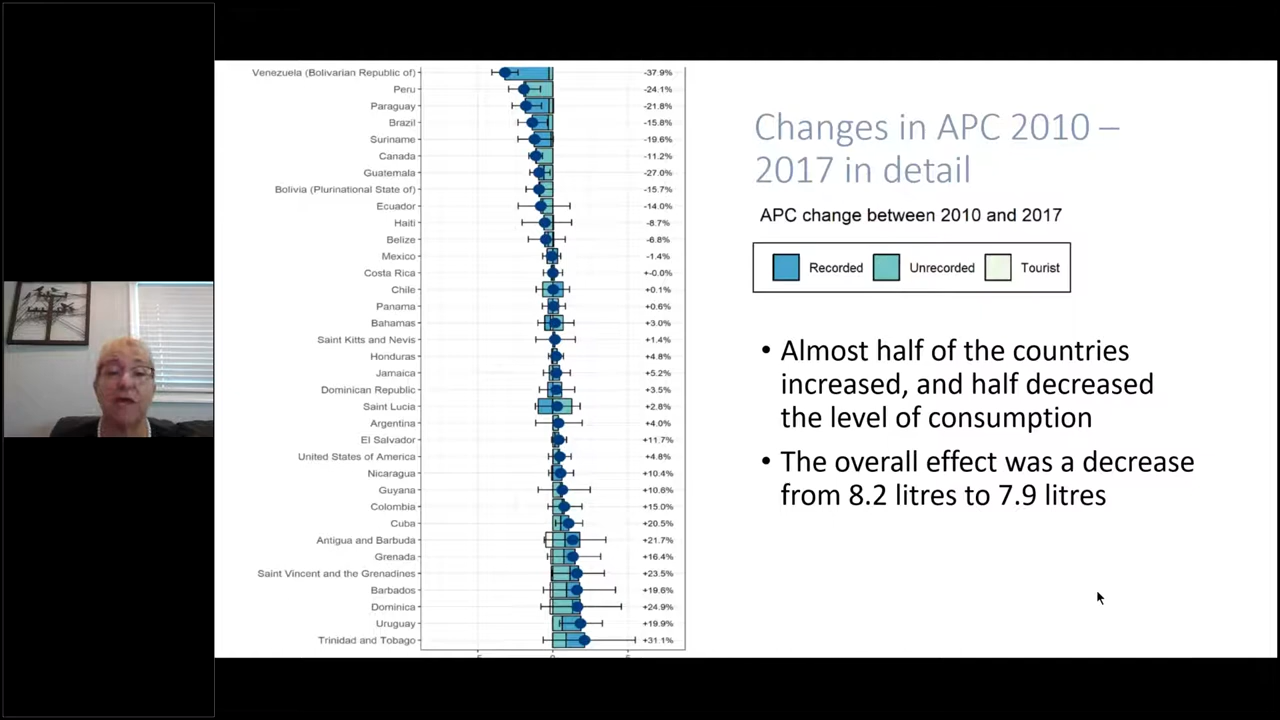 Venezuela (Bolivarian Republic of) -37.9%
Peru -24.1%
Paraguay -21.8%
Brazil -15.8%
Suriname -19.6%
Canada -11.2%
Guatemala -27.0%
Bolivia (Plurinational State of) -15.7%
Ecuador -14.0%
Haiti -8.7%
Belize -6.8%
Mexico -1.4%
Costa Rica +-0.0%
Chile +0.1%
Panama +0.6%
Bahamas +3.0%
Saint Kitts and Nevis +1.4%
Honduras +4.8%
Jamaica +5.2%
Dominican Republic +3.5%
Saint Lucia +2.8%
Argentina +4.0%
El Salvador +11.7%
United States of America +4.8%
Nicaragua +10.4%
Guyana +10.6%
Colombia +15.0%
Cuba +20.5%
Antigua and Barbuda +21.7%
Grenada +16.4%
Saint Vincent and the Grenadines +23.5%
Barbados +19.6%
Dominica +24.9%
Uruguay +19.9%
Trinidad and Tobago +31.1%
Changes in APC 2010 –
2017 in detail
APC change between 2010 and 2017
Recorded Unrecorded Tourist
• Almost half of the countries
increased, and half decreased
the level of consumption
• The overall effect was a decrease
from 8.2 litres to 7.9 litres